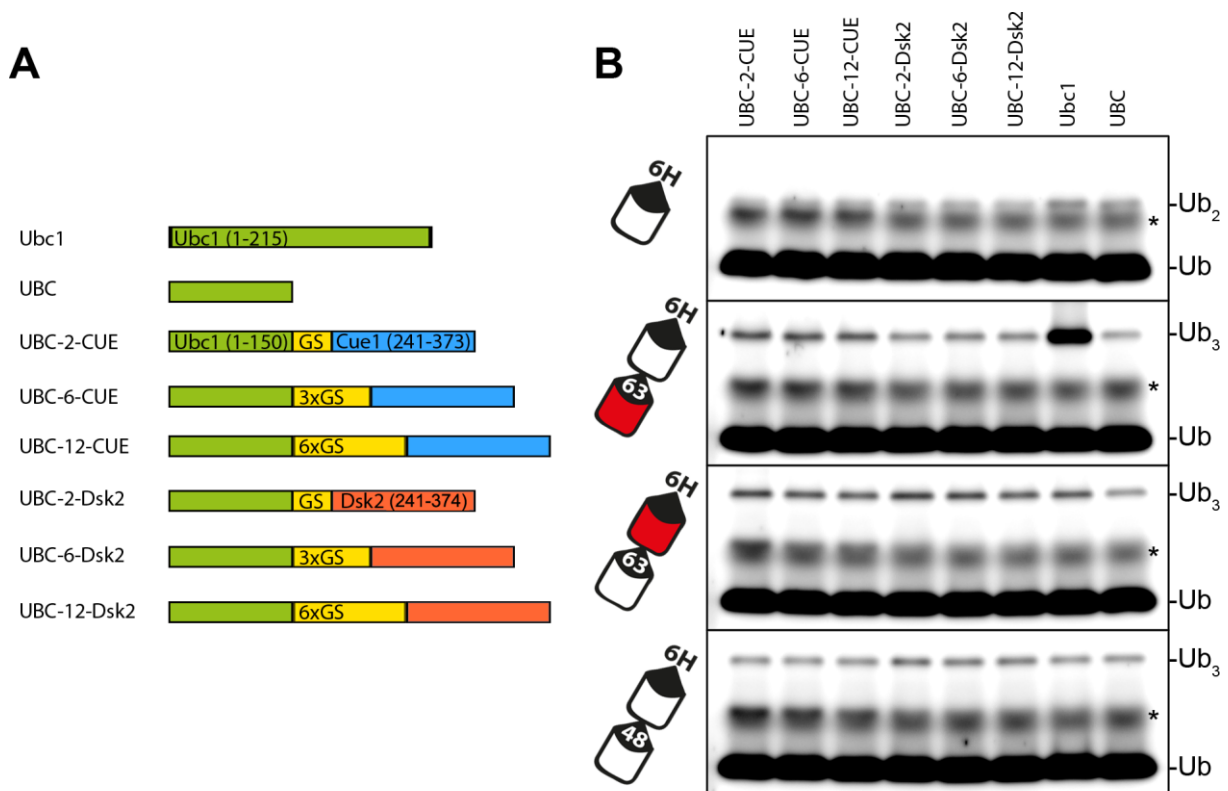 A
Ubc1
Ubc1 (1-215)
UBC
UBC-2-CUE
Ubc1 (1-150) GS Cue1 (241-373)
UBC-6-CUE
3xGS
UBC-12-CUE
6xGS
UBC-2-Dsk2
GS Dsk2 (241-374)
UBC-6-Dsk2
3xGS
UBC-12-Dsk2
6xGS
B
UBC-2-CUE
UBC-6-CUE
UBC-12-CUE
UBC-2-Dsk2
UBC-6-Dsk2
UBC-12-Dsk2
Ubc1
UBC
6H
-Ub2
*
-Ub
6H
63
-Ub3
*
-Ub
6H
63
-Ub3
*
-Ub
6H
48
-Ub3
*
-Ub